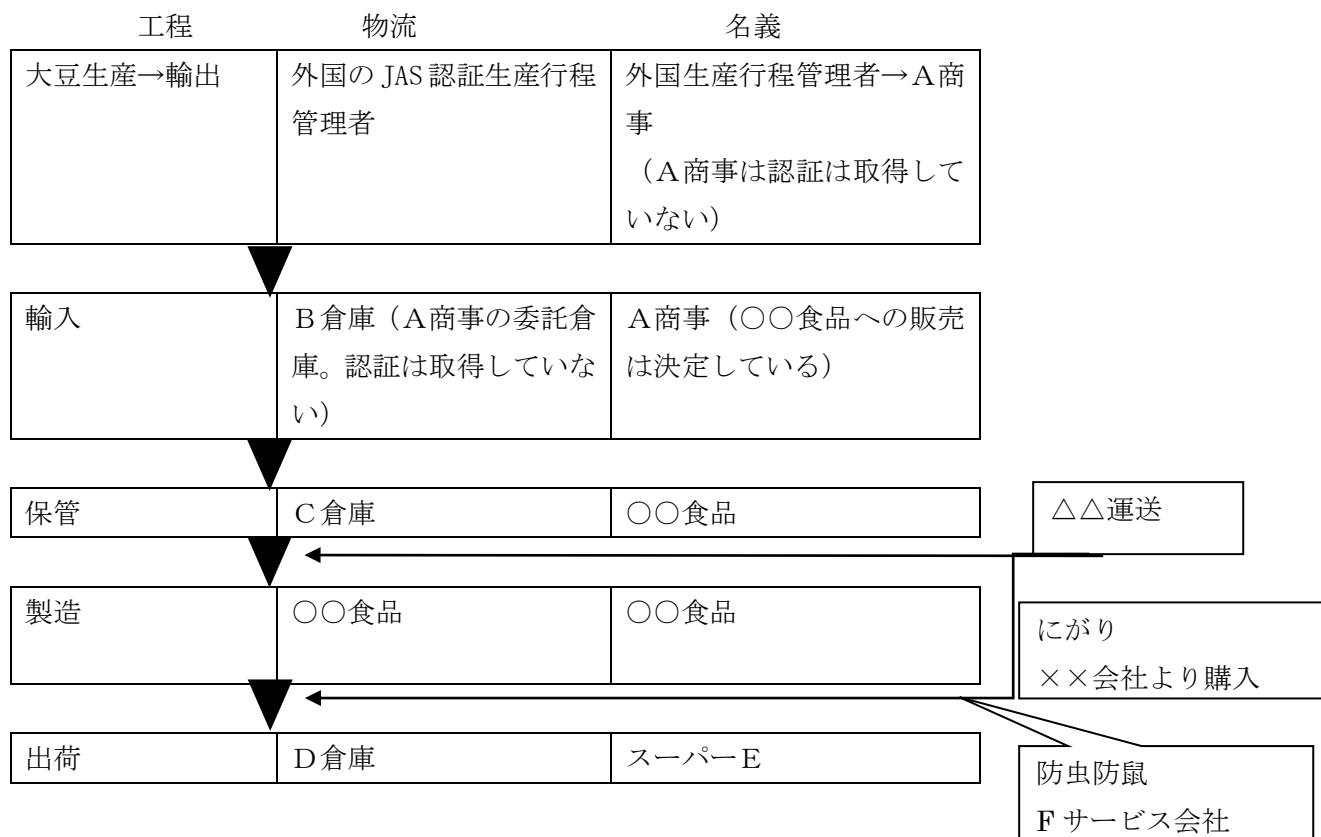 工程 物流 名義
大豆生産→輸出
外国の JAS 認証生産行程
管理者
外国生産行程管理者→Ａ商
事
（Ａ商事は認証は取得して
いない）
輸入
Ｂ倉庫（Ａ商事の委託倉
庫。認証は取得していな
い）
Ａ商事（○○食品への販売
は決定している）
保管
Ｃ倉庫
○○食品
△△運送
製造
○○食品
○○食品
にがり
××会社より購入
出荷
Ｄ倉庫
スーパーＥ
防虫防鼠
F サービス会社